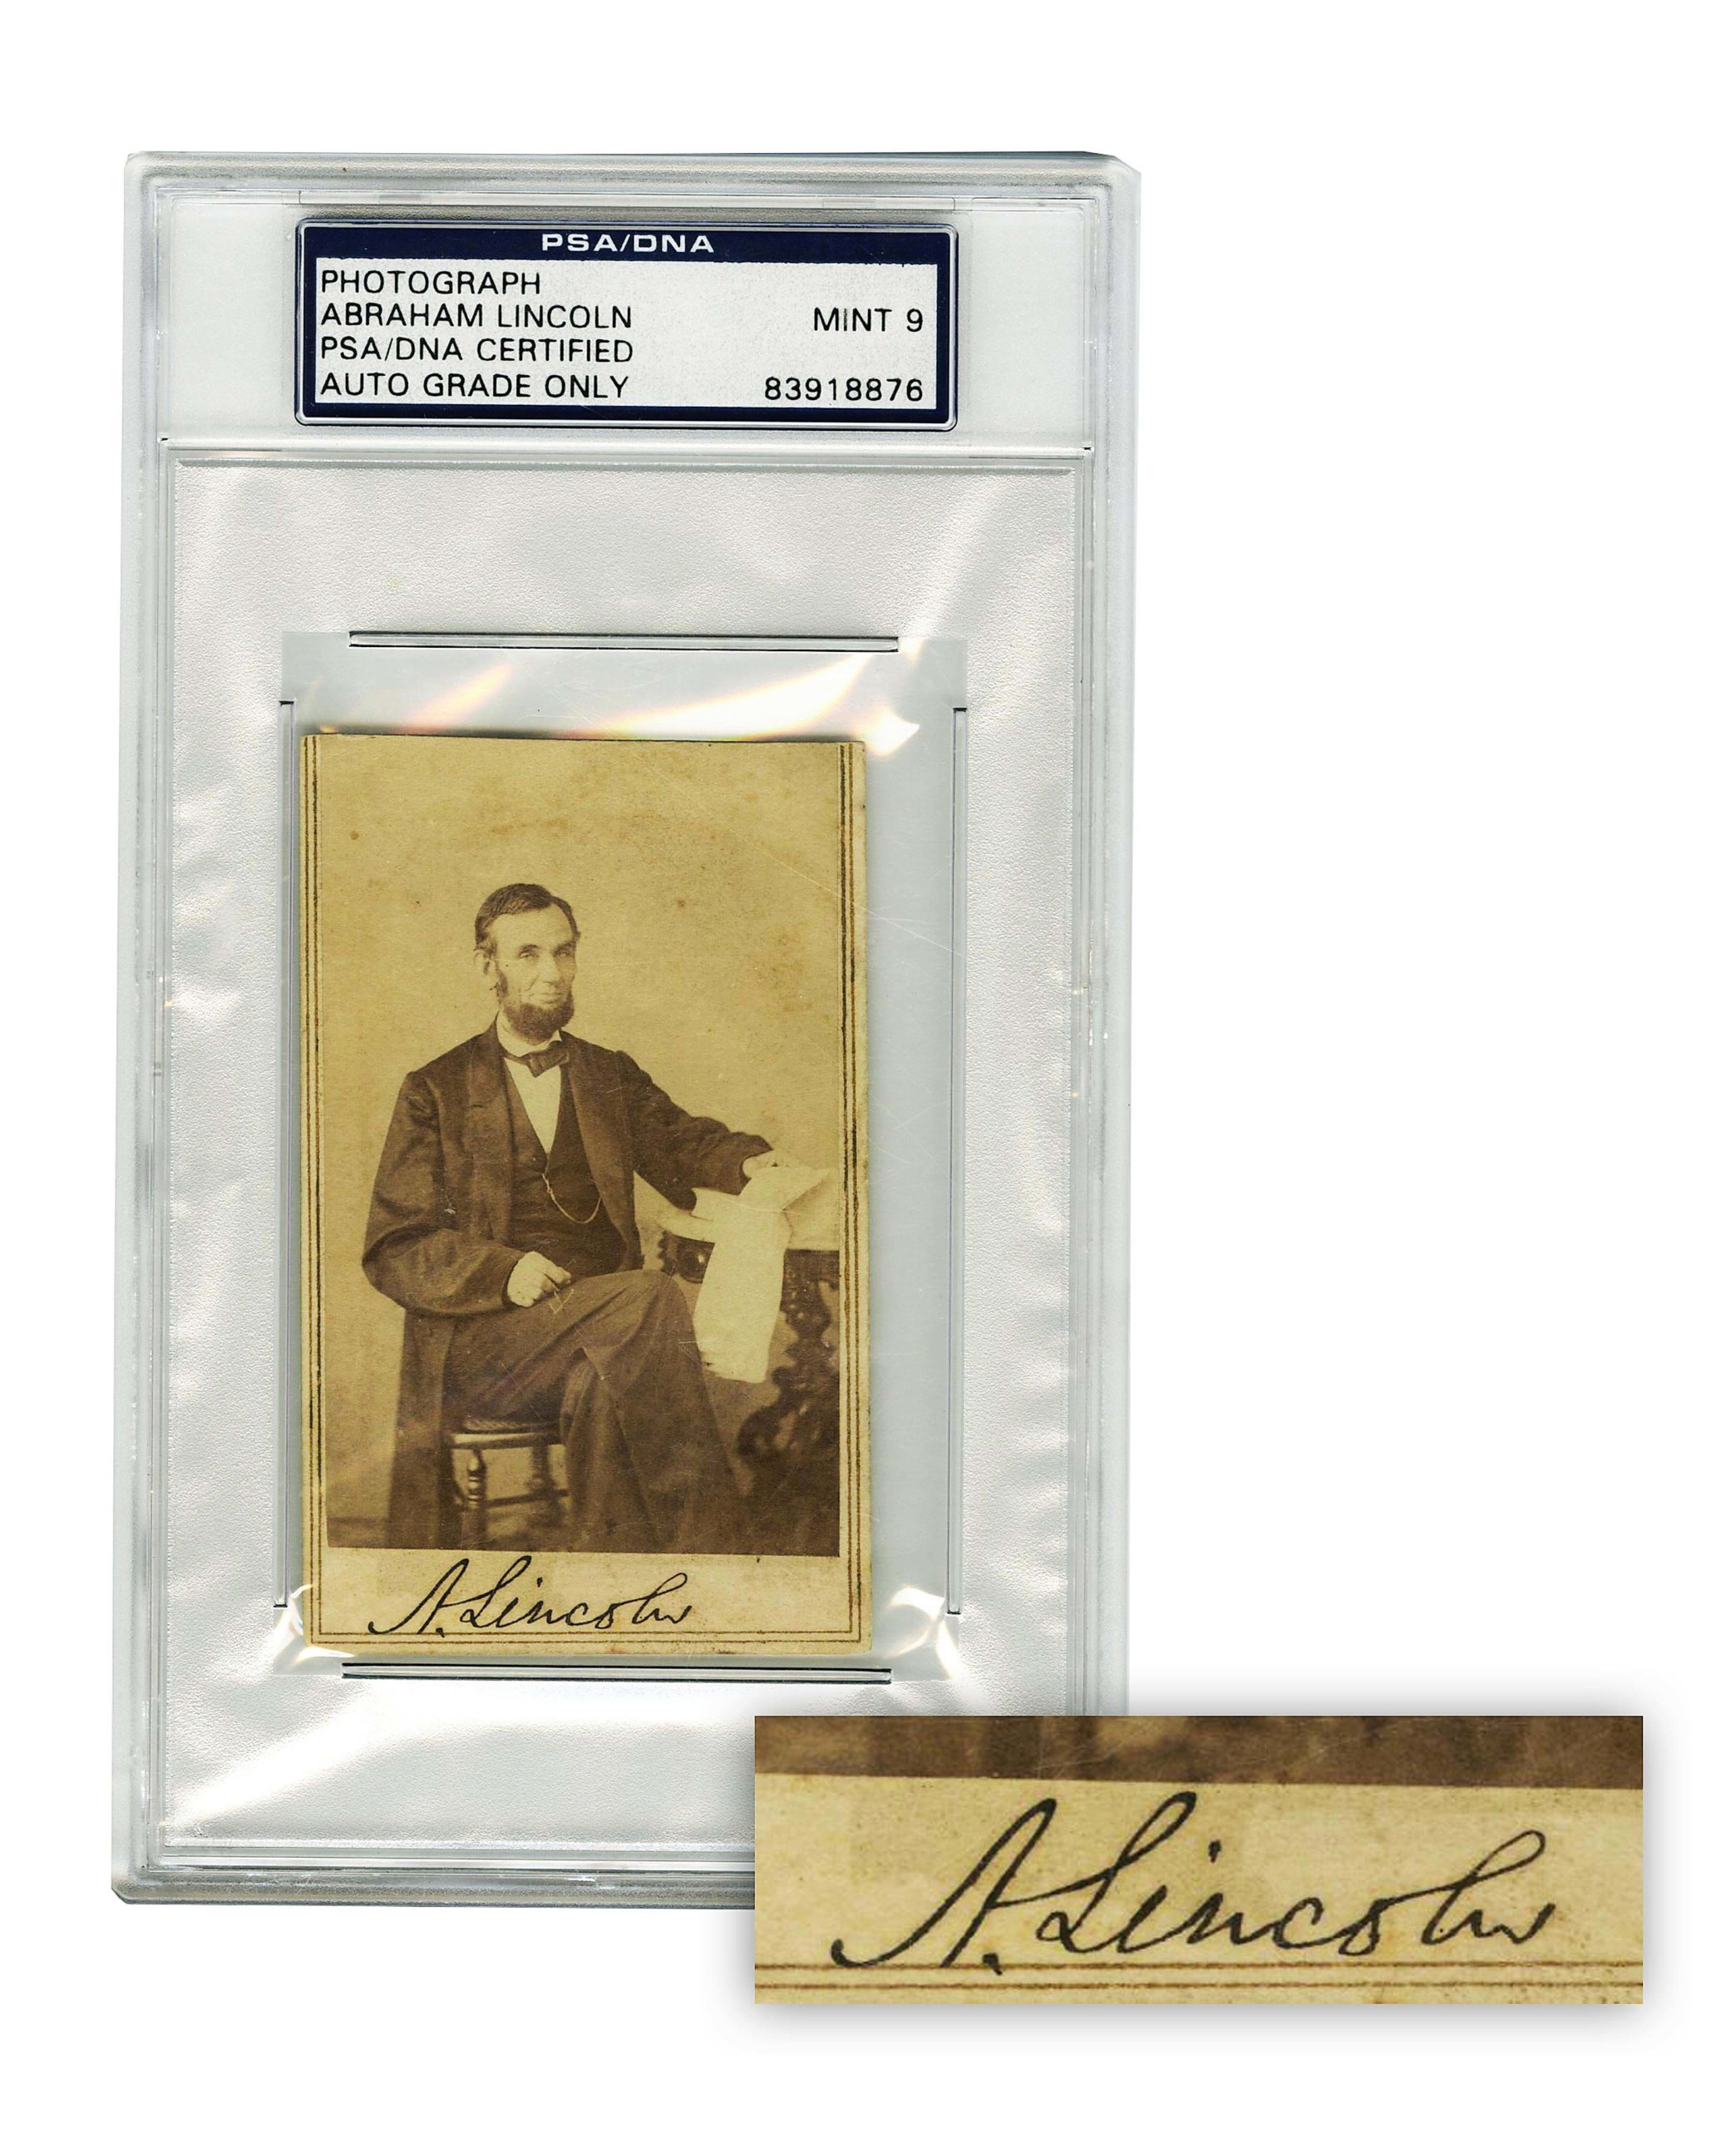 PSA/DNA
PHOTOGRAPH
ABRAHAM LINCOLN
MINT 9
PSA/DNA CERTIFIED
AUTO GRADE ONLY
83918876
A. Lincoln
A. Lincoln